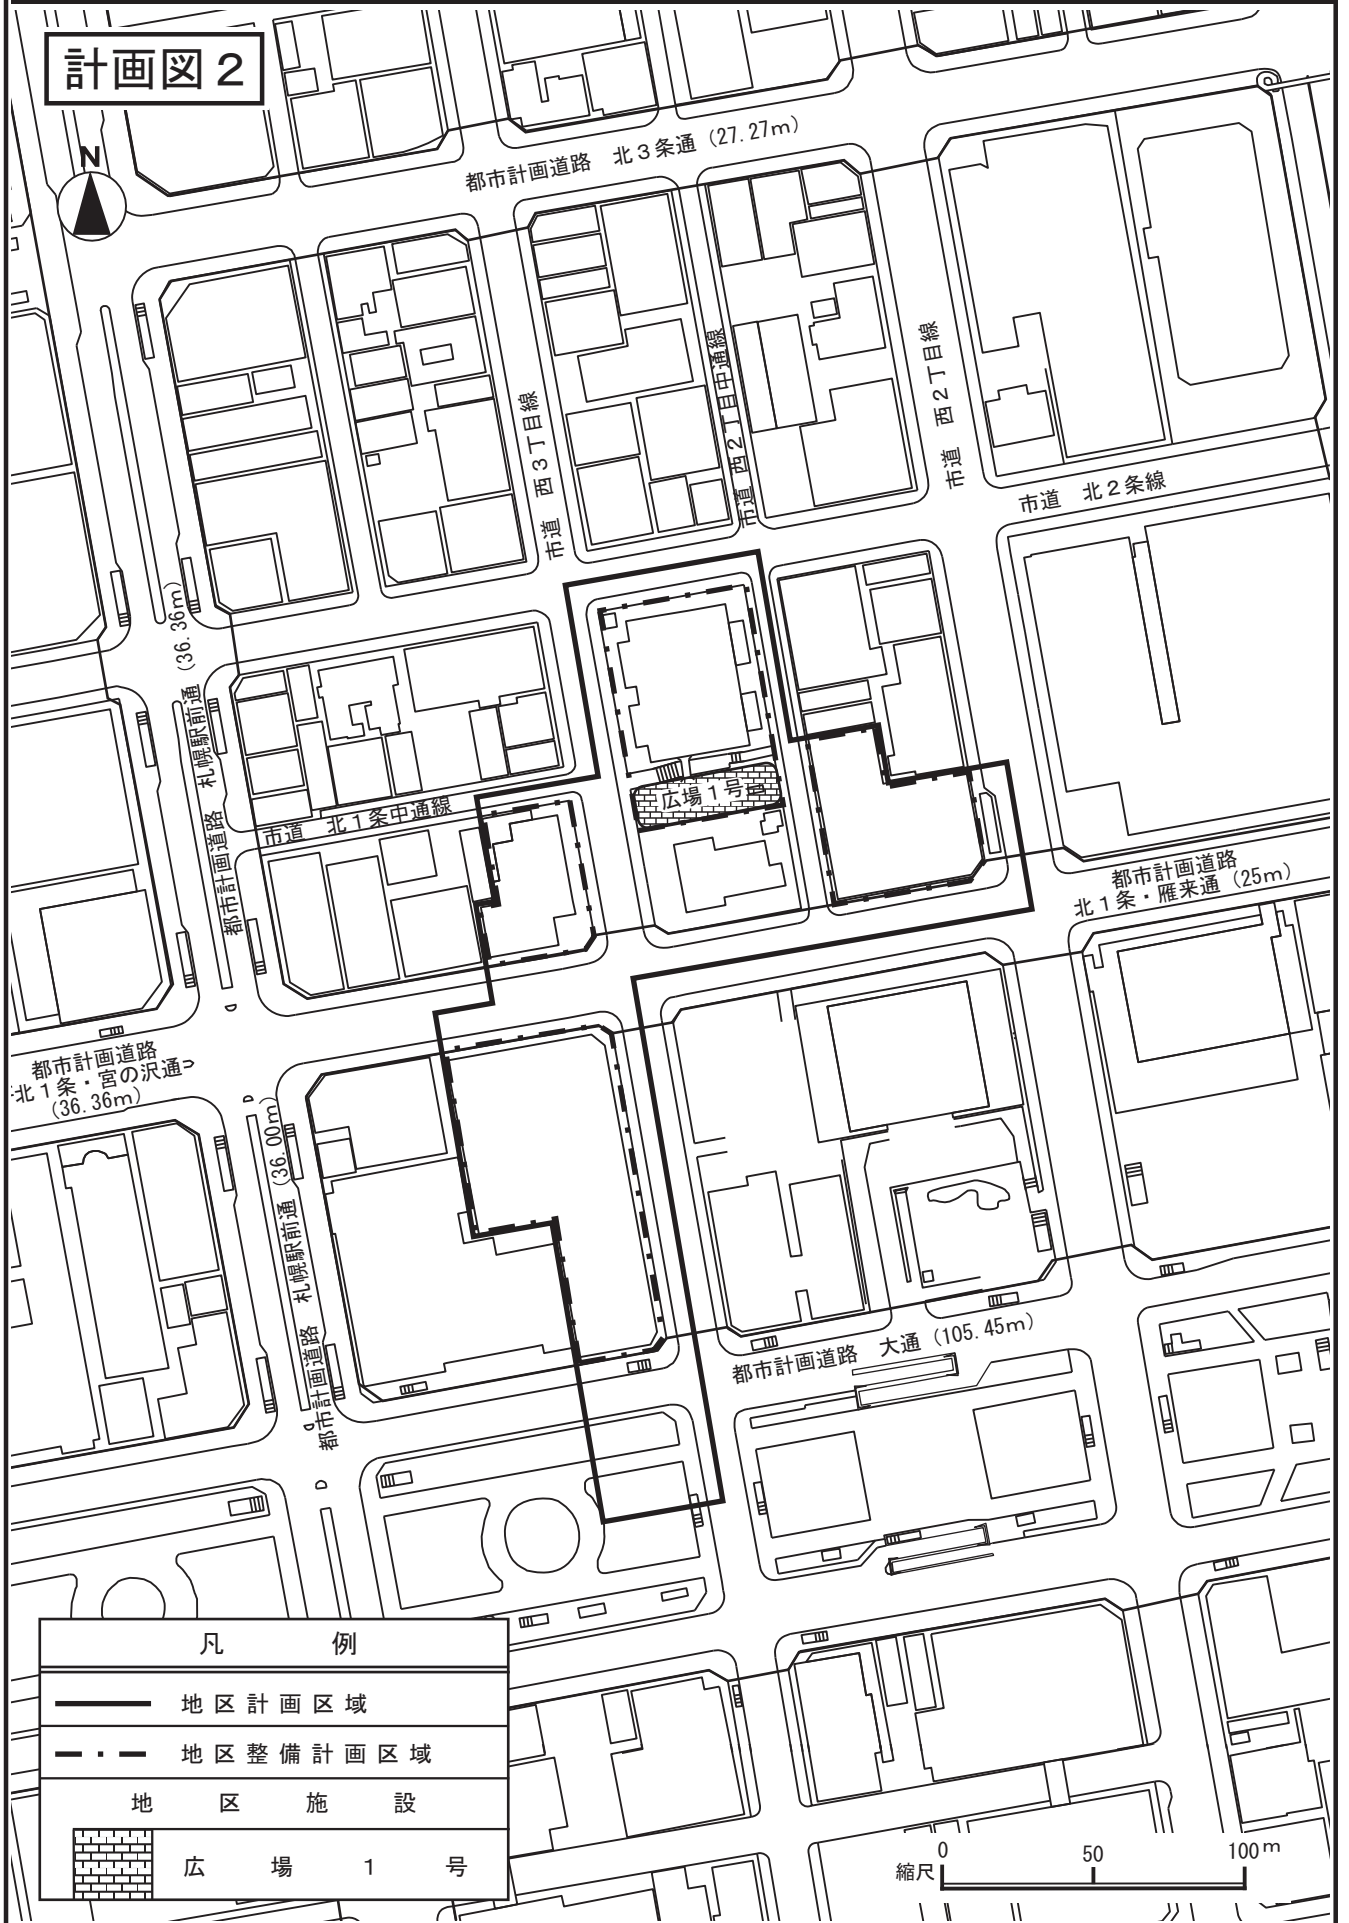 計画図２
N
都市計画道路　北３条通（27.27m）
市道　西３丁目線
市道　西２丁目中通線
市道　西２丁目線
市道　北２条線
都市計画道路　札幌駅前通（36.36m）
広場１号
市道　北１条中通線
都市計画道路
北１条・雁来通（25m）
都市計画道路
北１条・宮の沢通
（36.36m）
都市計画道路　札幌駅前通（36.00m）
都市計画道路　大通（105.45m）
凡例
地区計画区域
地区整備計画区域
地区施設
広場１号
縮尺
0 50 100m